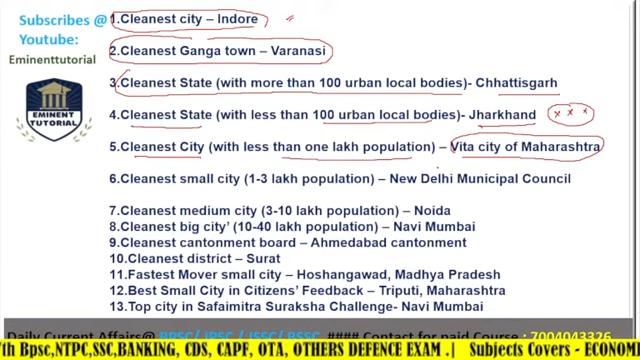 Subscribes @
Youtube:
Eminenttutorial
EMINENT
TUTORIAL
1.Cleanest city – Indore
2.Cleanest Ganga town – Varanasi
3.Cleanest State (with more than 100 urban local bodies)- Chhattisgarh
4.Cleanest State (with less than 100 urban local bodies)- Jharkhand
5.Cleanest City (with less than one lakh population) – Vita city of Maharashtra
6.Cleanest small city (1-3 lakh population) – New Delhi Municipal Council
7.Cleanest medium city (3-10 lakh population) – Noida
8.Cleanest big city’ (10-40 lakh population) – Navi Mumbai
9.Cleanest cantonment board – Ahmedabad cantonment
10.Cleanest district – Surat
11.Fastest Mover small city – Hoshangawad, Madhya Pradesh
12.Best Small City in Citizens’ Feedback – Triputi, Maharashtra
13.Top city in Safaimitra Suraksha Challenge- Navi Mumbai
Daily Current Affairs@ BPSC/ JPSC / JSSC/ BSSC #### Contact for paid Course : 7004043326
t With Bpsc,NTPC,SSC,BANKING, CDS, CAPF, OTA, OTHERS DEFENCE EXAM . | Subjects Covers - ECONOM